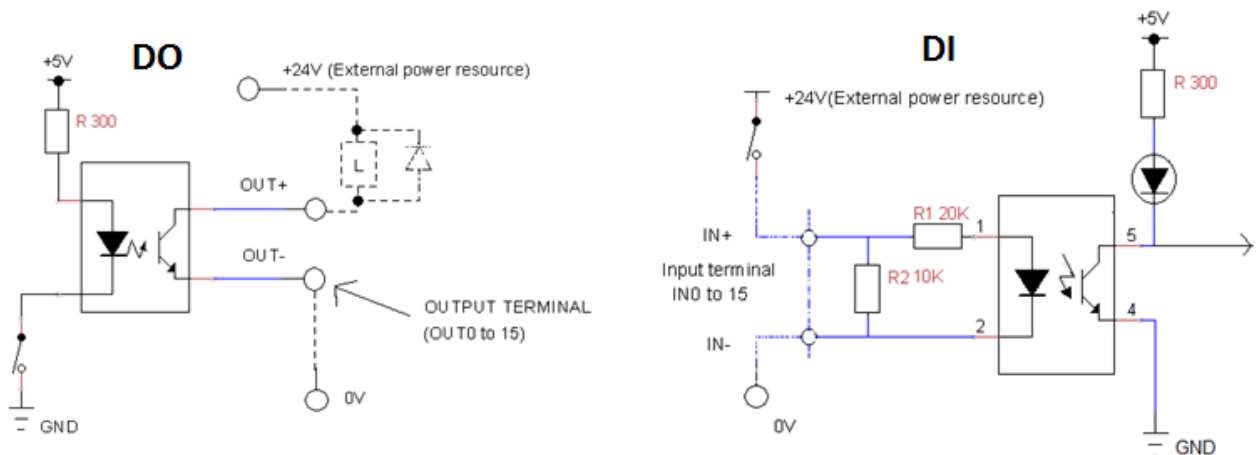 DO
+5V
+24V (External power resource)
R 300
L
OUT+
OUT-
OUTPUT TERMINAL
(OUT0 to 15)
0V
GND
DI
+5V
+24V(External power resource)
R 300
R1 20K
1
5
IN+
Input terminal
IN0 to 15
R2 10K
2
4
IN-
0V
GND